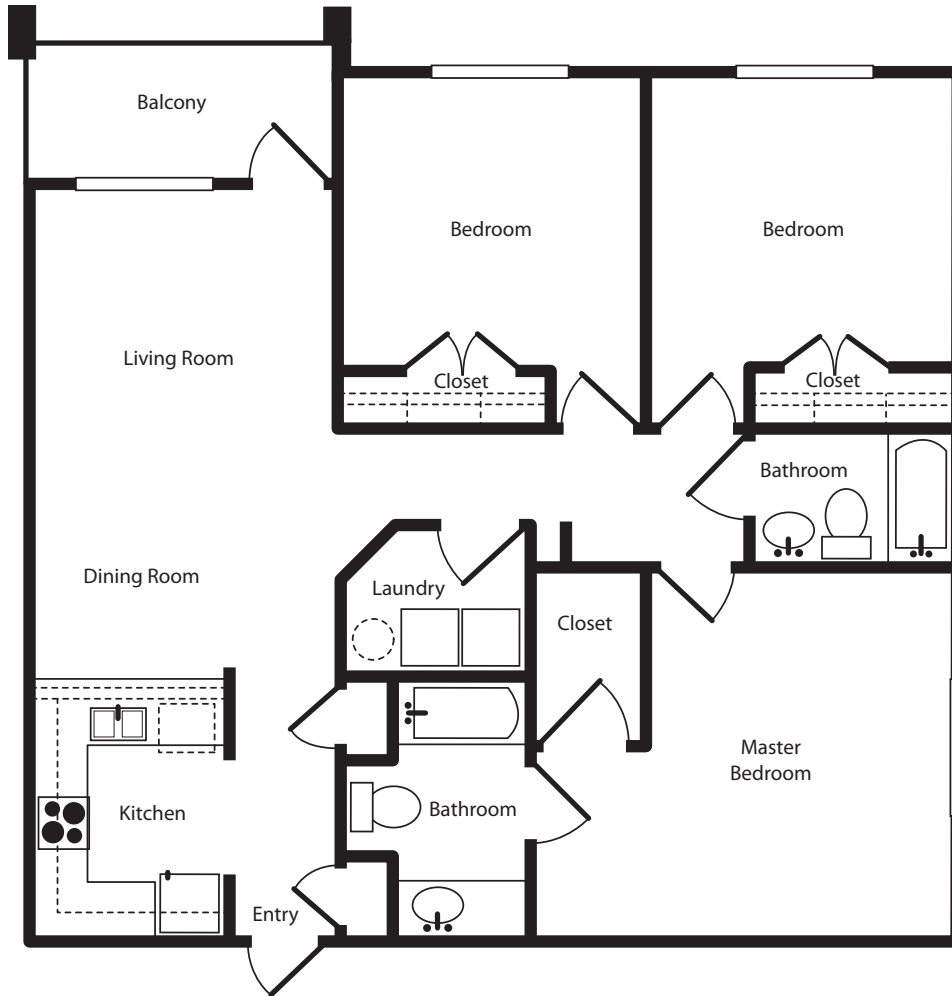 Balcony
Bedroom
Bedroom
Living Room
Closet
Closet
Bathroom
Dining Room
Laundry
Closet
Master
Bedroom
Kitchen
Bathroom
Entry